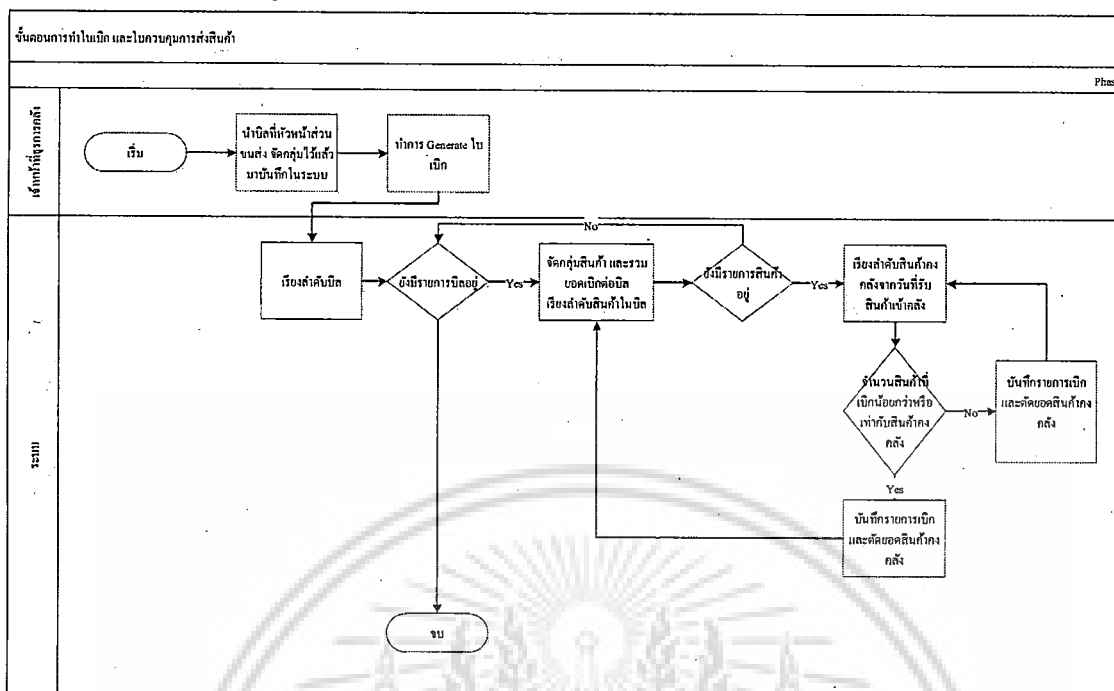 ขั้นตอนการทำใบเบิก และใบควบคุมการส่งสินค้า
Phas
เจ้าหน้าที่ธุรการคลัง
เริ่ม
นำบิลที่หัวหน้าส่วน
ขนส่ง จัดกลุ่มไว้แล้ว
มาบันทึกในระบบ
ทำการ Generate ใบ
เบิก
ระบบ
เรียงลำดับบิล
ยังมีรายการบิลอยู่
Yes
No
จัดกลุ่มสินค้า และรวม
ยอดเบิกต่อบิล
เรียงลำดับสินค้าในบิล
ยังมีรายการสินค้า
อยู่
Yes
เรียงลำดับสินค้าคง
คลังจากวันที่รับ
สินค้าเข้าคลัง
จำนวนสินค้าที่
เบิกน้อยกว่าหรือ
เท่ากับสินค้าคง
คลัง
No
บันทึกรายการเบิก
และตัดยอดสินค้าคง
คลัง
Yes
บันทึกรายการเบิก
และตัดยอดสินค้าคง
คลัง
จบ